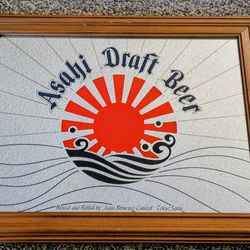 Asahi Draft Beer
Brewed and Bottled by Asahi Breweries Limited Tokyo Japan